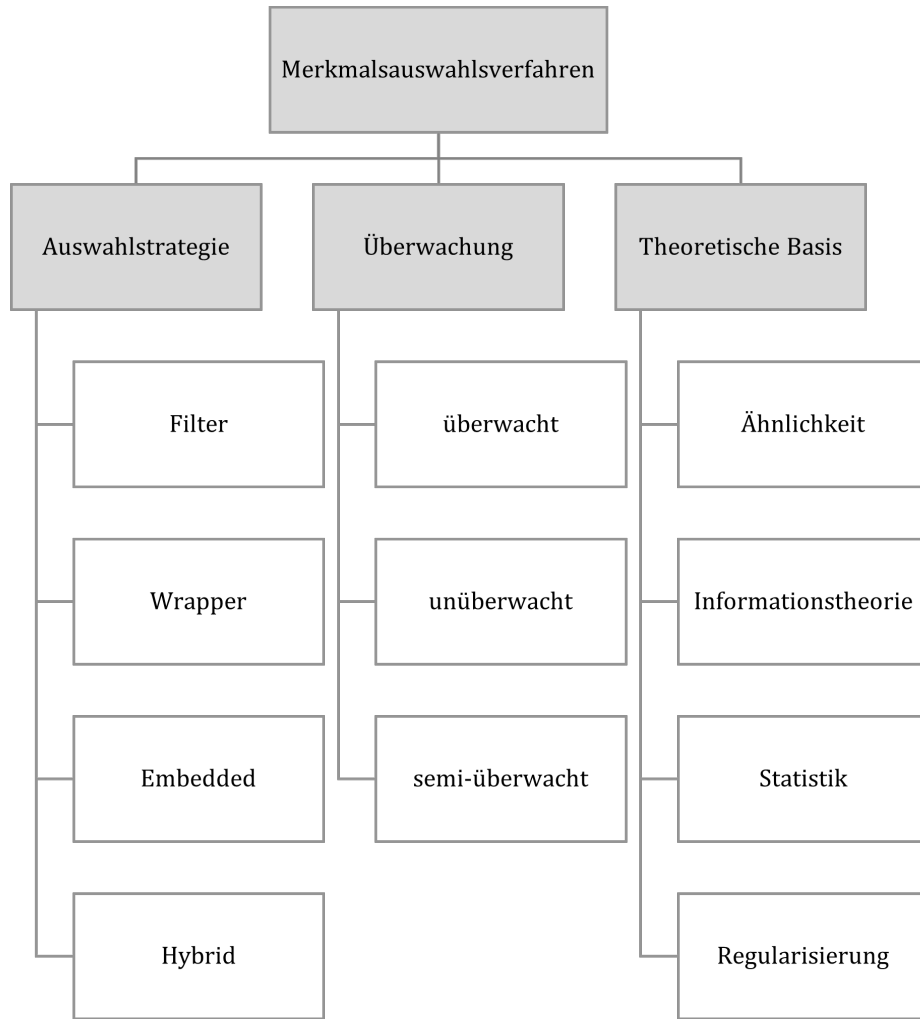 Merkmalsauswahlsverfahren
Auswahlstrategie
Filter
Wrapper
Embedded
Hybrid
Überwachung
überwacht
unüberwacht
semi-überwacht
Theoretische Basis
Ähnlichkeit
Informationstheorie
Statistik
Regularisierung